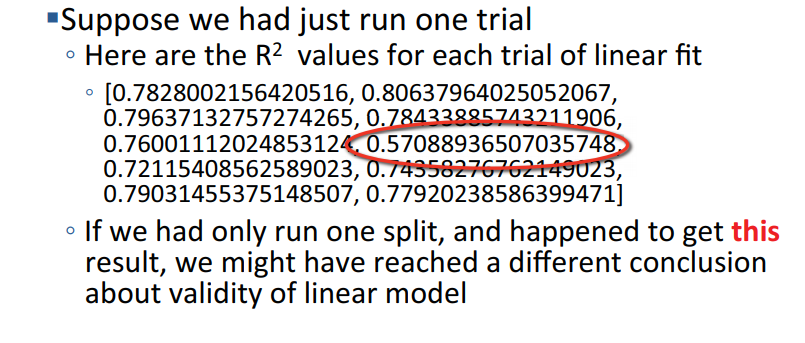 ▪Suppose we had just run one trial
◦ Here are the R² values for each trial of linear fit
◦ [0.7828002156420516, 0.80637964025052067,
0.79637132757274265, 0.78433885743211906,
0.76001112024853124, 0.57088936507035748,
0.72115408562589023, 0.74358276762149023,
0.79031455375148507, 0.77920238586399471]
◦ If we had only run one split, and happened to get this
result, we might have reached a different conclusion
about validity of linear model